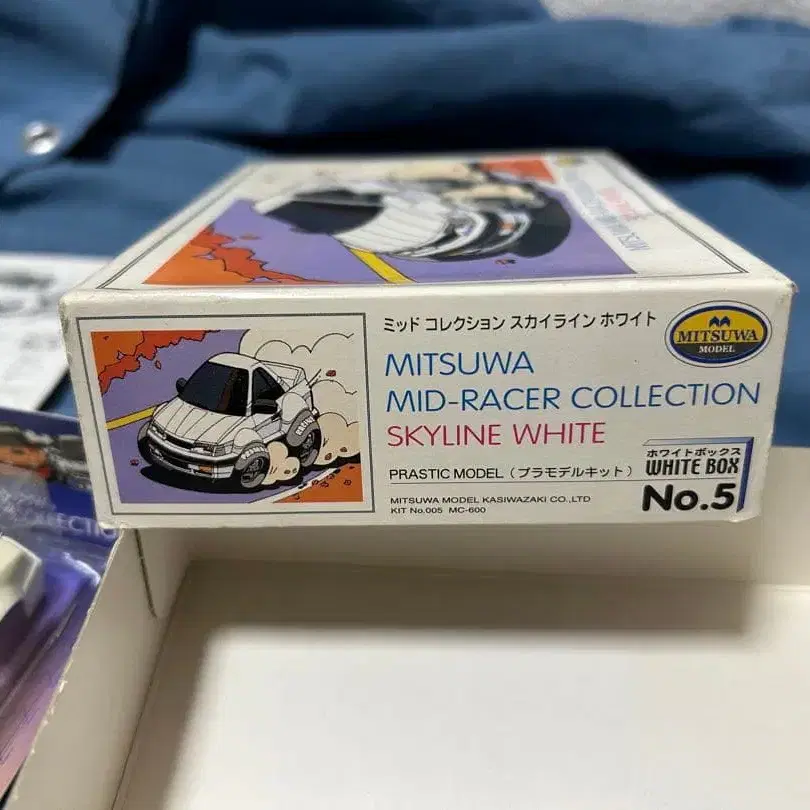 ミッド コレクション スカイライン ホワイト
MITSUWA
MODEL
MITSUWA
MID-RACER COLLECTION
SKYLINE WHITE
PRASTIC MODEL（プラモデルキット）
MITSUWA MODEL KASIWAZAKI CO.,LTD
KIT No.005 MC-600
ホワイトボックス
WHITE BOX
No.5